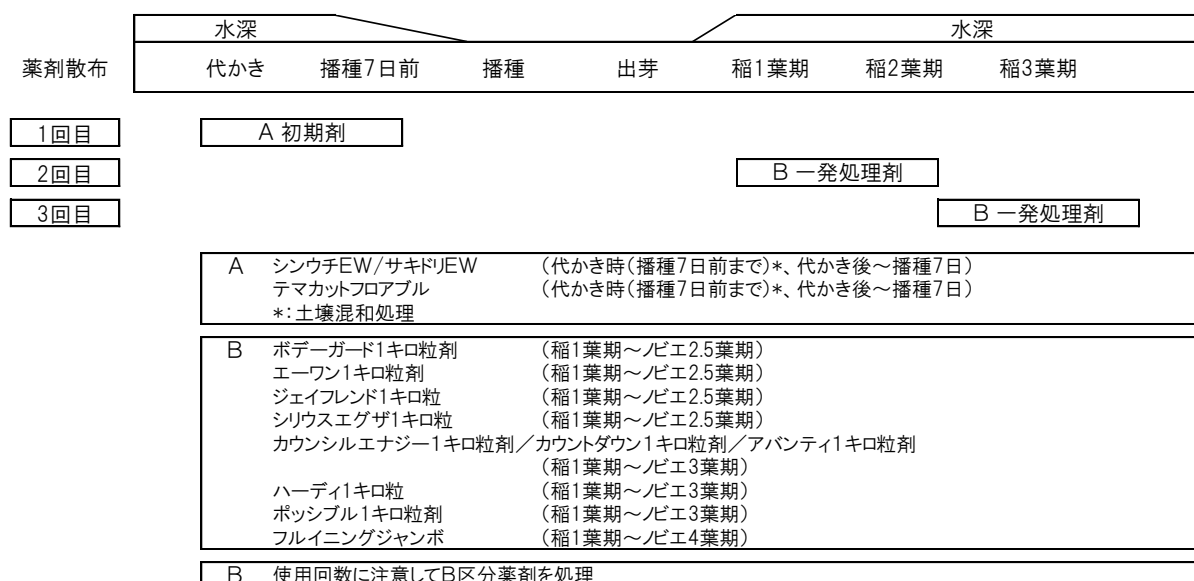 水深 水深
薬剤散布 代かき 播種7日前 播種 出芽 稲1葉期 稲2葉期 稲3葉期
1回目 A 初期剤
2回目 B 一発処理剤
3回目 B 一発処理剤
A シンウチEW/サキドリEW (代かき時(播種7日前まで)*、代かき後~播種7日)
テマカットフロアブル (代かき時(播種7日前まで)*、代かき後~播種7日)
*:土壌混和処理
B ボデーガード1キロ粒剤 (稲1葉期~ノビエ2.5葉期)
エーワン1キロ粒剤 (稲1葉期~ノビエ2.5葉期)
ジェイフレンド1キロ粒 (稲1葉期~ノビエ2.5葉期)
シリウスエグザ1キロ粒 (稲1葉期~ノビエ2.5葉期)
カウンシルエナジー1キロ粒剤/カウントダウン1キロ粒剤/アバンティ1キロ粒剤
(稲1葉期~ノビエ3葉期)
ハーディ1キロ粒 (稲1葉期~ノビエ3葉期)
ポッシブル1キロ粒剤 (稲1葉期~ノビエ3葉期)
フルイニングジャンボ (稲1葉期~ノビエ4葉期)
B 使用回数に注意してB区分薬剤を処理